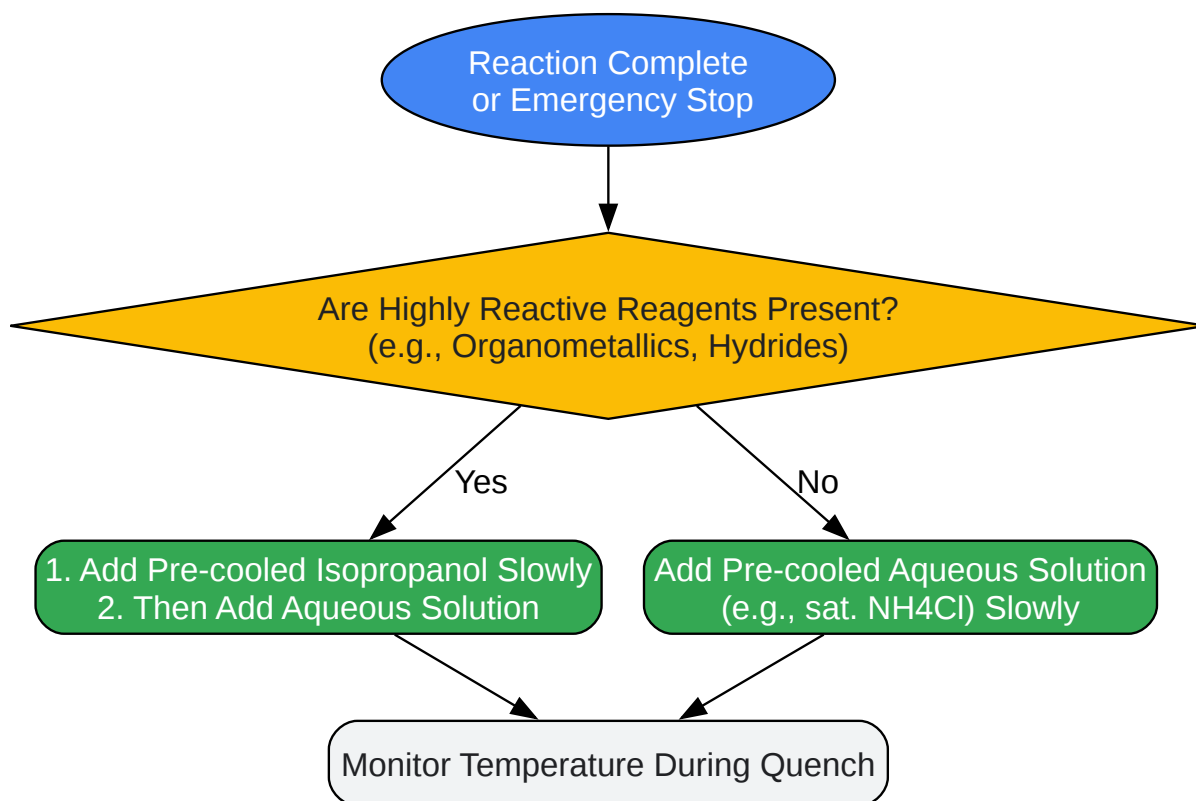 Reaction Complete
or Emergency Stop
Are Highly Reactive Reagents Present?
(e.g., Organometallics, Hydrides)
Yes
No
1. Add Pre-cooled Isopropanol Slowly
2. Then Add Aqueous Solution
Add Pre-cooled Aqueous Solution
(e.g., sat. NH4Cl) Slowly
Monitor Temperature During Quench